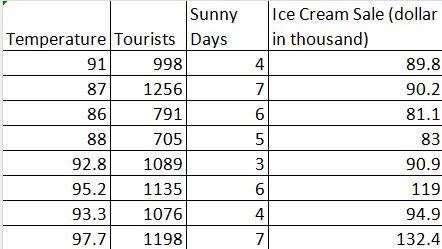 Temperature Tourists Sunny Days Ice Cream Sale (dollar in thousand)
91 998 4 89.8
87 1256 7 90.2
86 791 6 81.1
88 705 5 83
92.8 1089 3 90.9
95.2 1135 6 119
93.3 1076 4 94.9
97.7 1198 7 132.4